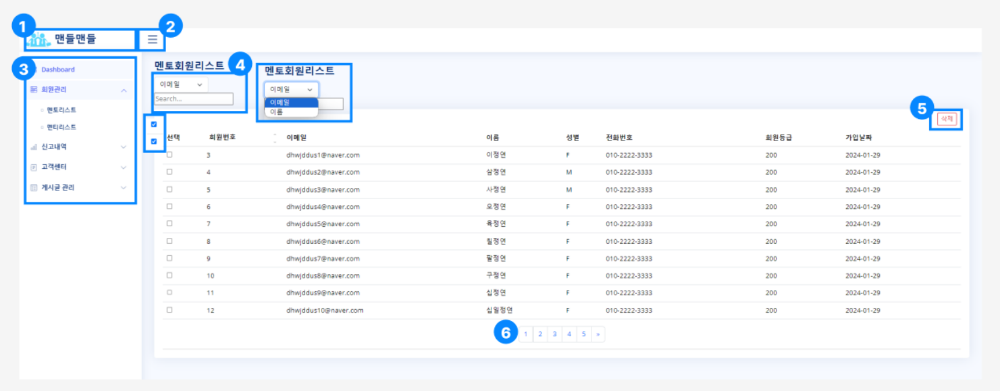 1
2
맨들맨들
3
Dashboard
회원관리
멘토리스트
멘티리스트
신고내역
고객센터
게시글 관리
멘토회원리스트
4
이메일
Search...
멘토회원리스트
이메일
이메일
이름
5
삭제
선택 회원번호 이메일 이름 성별 전화번호 회원등급 가입날짜
3 dhwjddus1@naver.com 이정연 F 010-2222-3333 200 2024-01-29
4 dhwjddus2@naver.com 삼정연 M 010-2222-3333 200 2024-01-29
5 dhwjddus3@naver.com 사정연 M 010-2222-3333 200 2024-01-29
6 dhwjddus4@naver.com 오정연 F 010-2222-3333 200 2024-01-29
7 dhwjddus5@naver.com 육정연 F 010-2222-3333 200 2024-01-29
8 dhwjddus6@naver.com 칠정연 F 010-2222-3333 200 2024-01-29
9 dhwjddus7@naver.com 팔정연 F 010-2222-3333 200 2024-01-29
10 dhwjddus8@naver.com 구정연 F 010-2222-3333 200 2024-01-29
11 dhwjddus9@naver.com 십정연 F 010-2222-3333 200 2024-01-29
12 dhwjddus10@naver.com 십일정연 F 010-2222-3333 200 2024-01-29
6
1 2 3 4 5 »